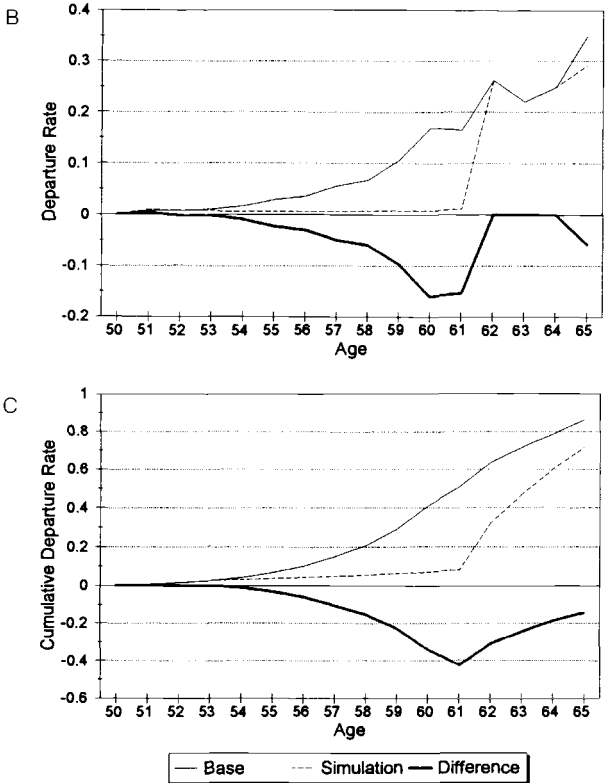 B
Departure Rate
0.4
0.3
0.2
0.1
0
-0.1
-0.2
50 51 52 53 54 55 56 57 58 59 60 61 62 63 64 65
Age
C
Cumulative Departure Rate
1
0.8
0.6
0.4
0.2
0
-0.2
-0.4
-0.6
50 51 52 53 54 55 56 57 58 59 60 61 62 63 64 65
Age
Base Simulation Difference